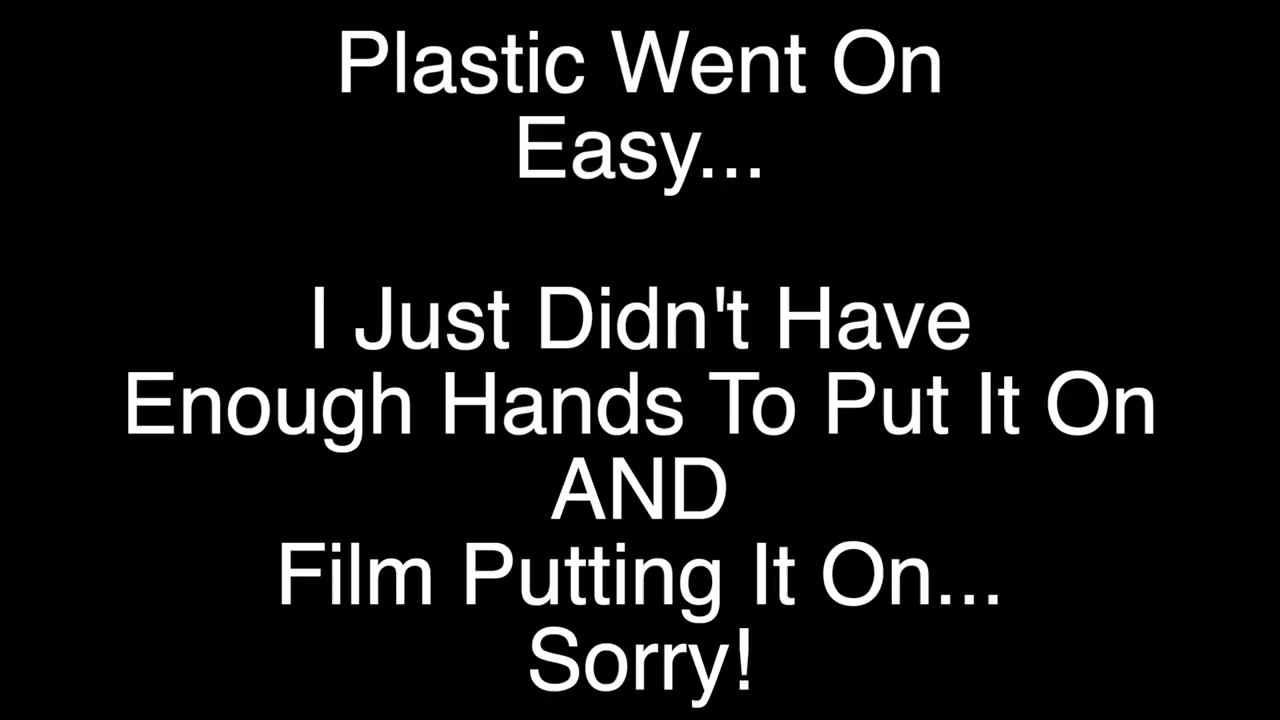 Plastic Went On
Easy...
I Just Didn't Have
Enough Hands To Put It On
AND
Film Putting It On...
Sorry!